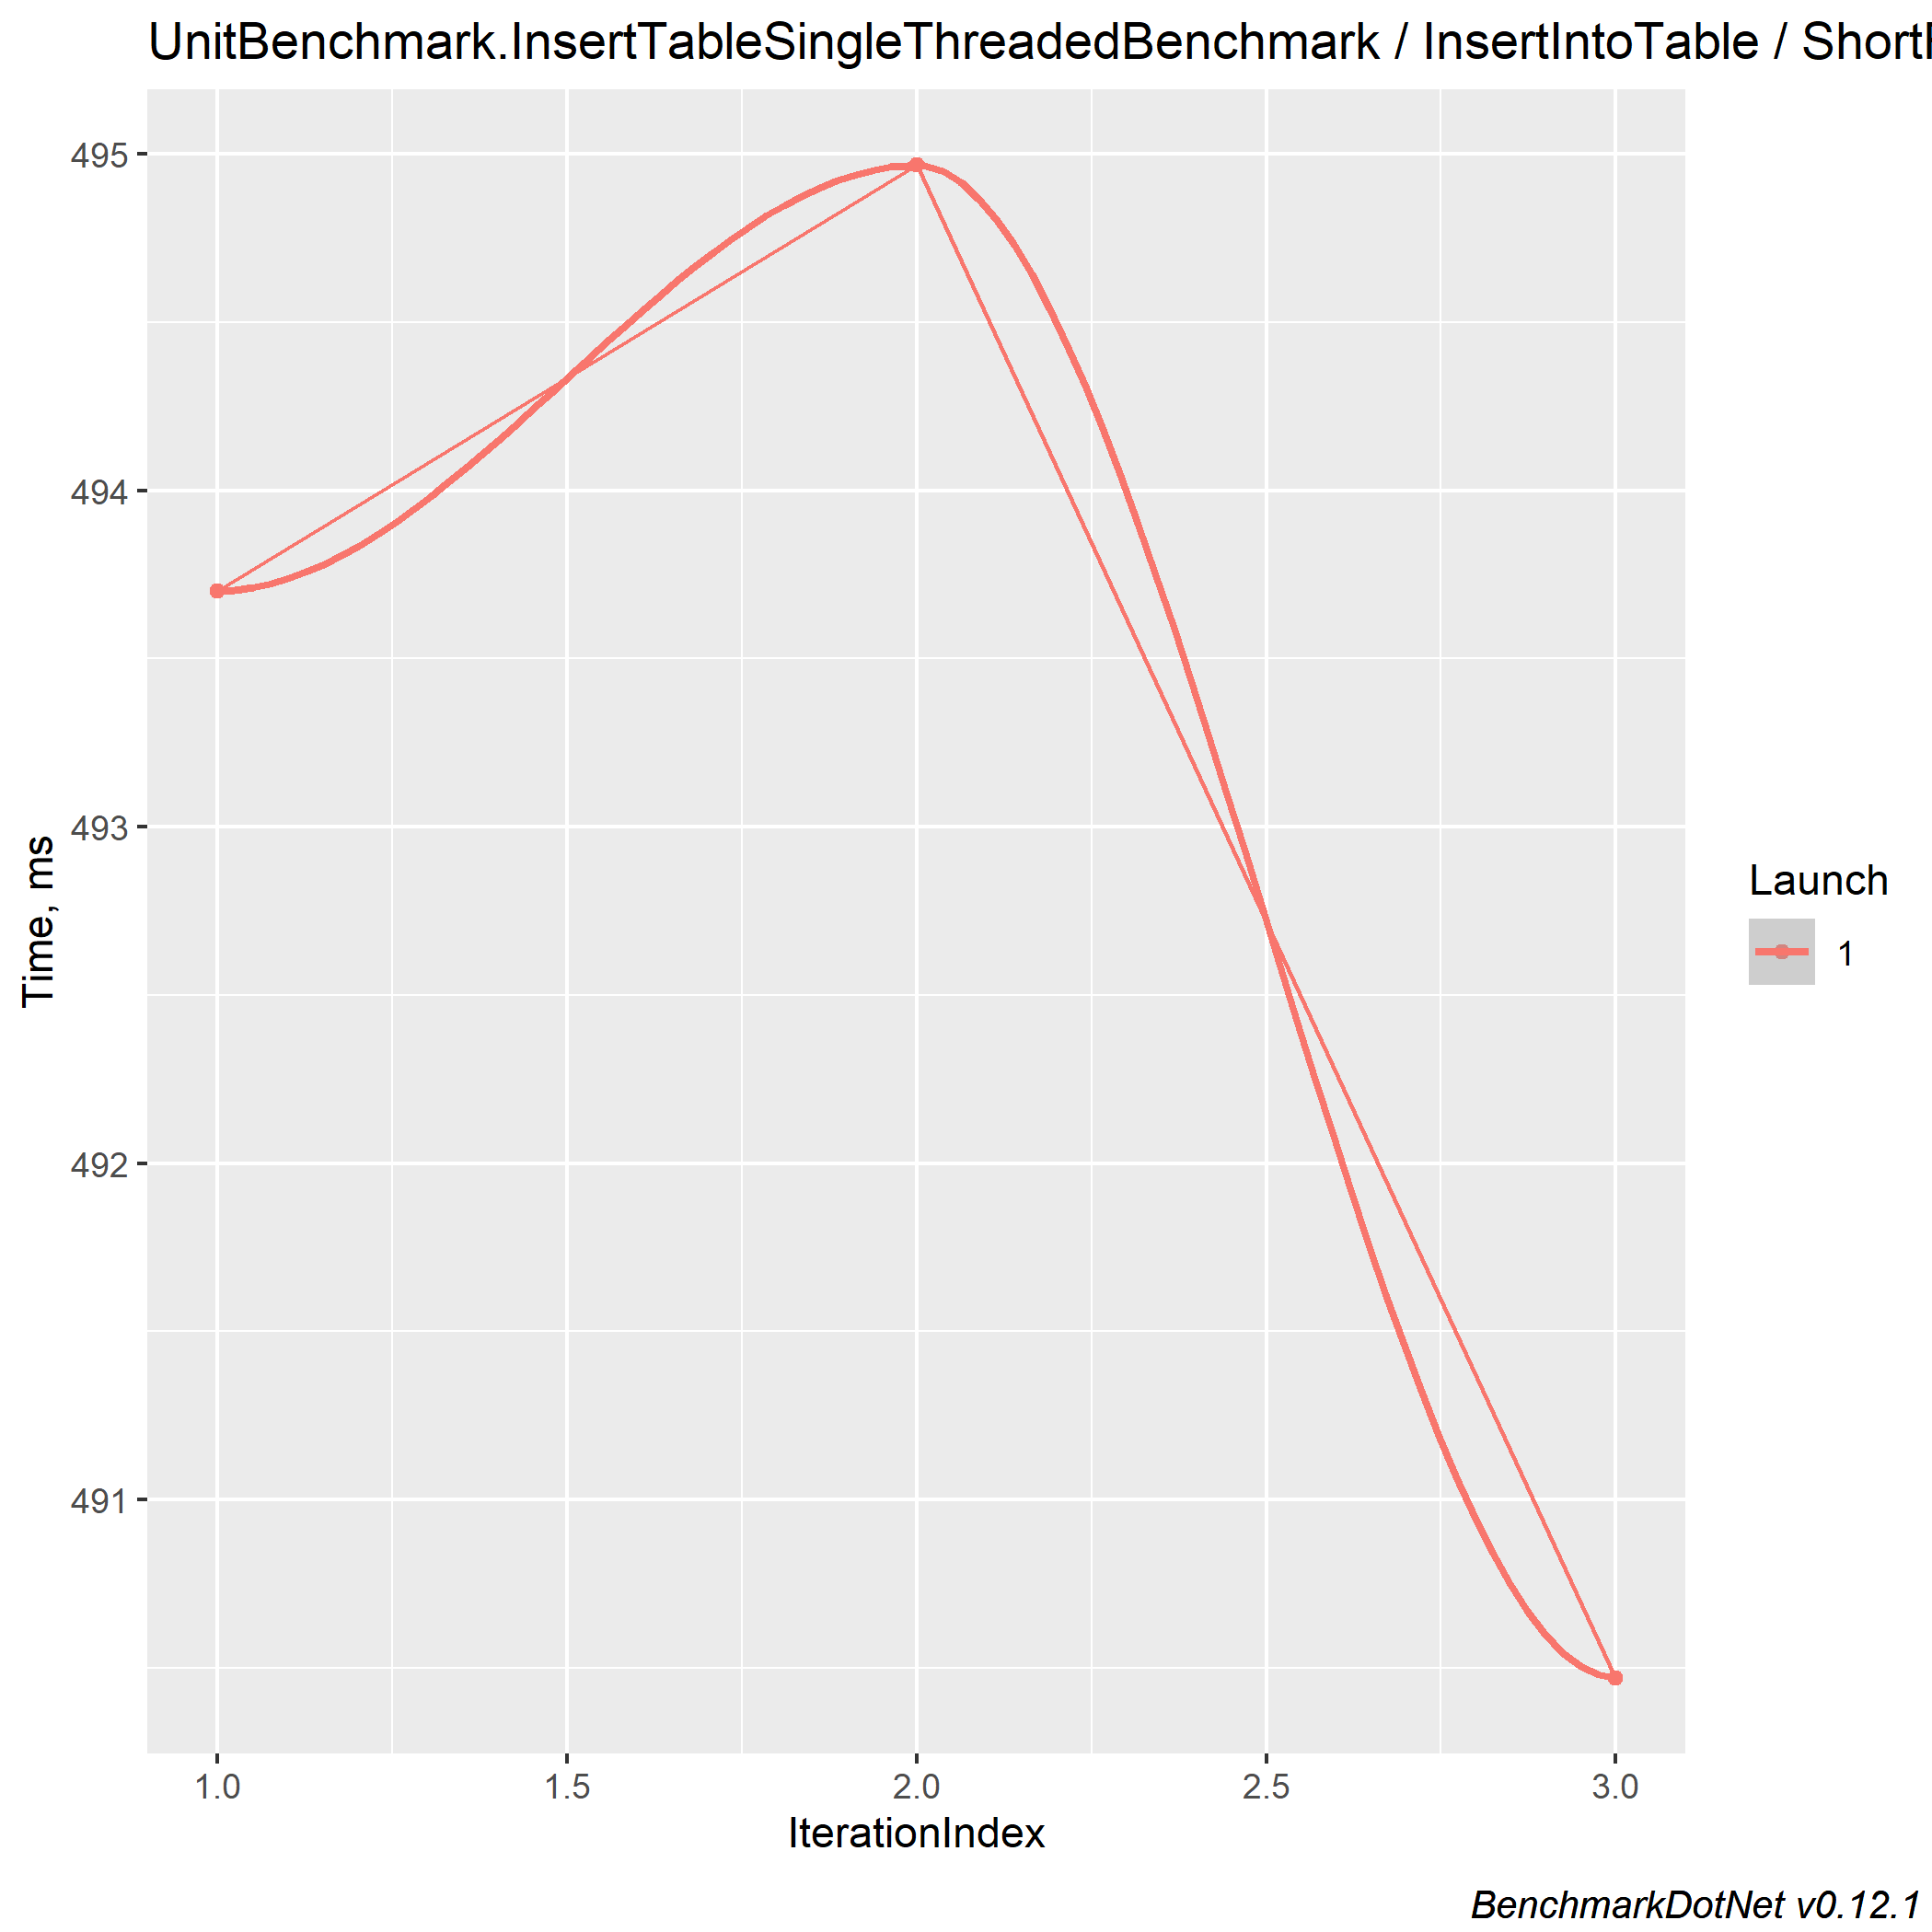 UnitBenchmark.InsertTableSingleThreadedBenchmark / InsertIntoTable / Short
495
494
493
492
491
Time, ms
1.0 1.5 2.0 2.5 3.0
IterationIndex
Launch
1
BenchmarkDotNet v0.12.1